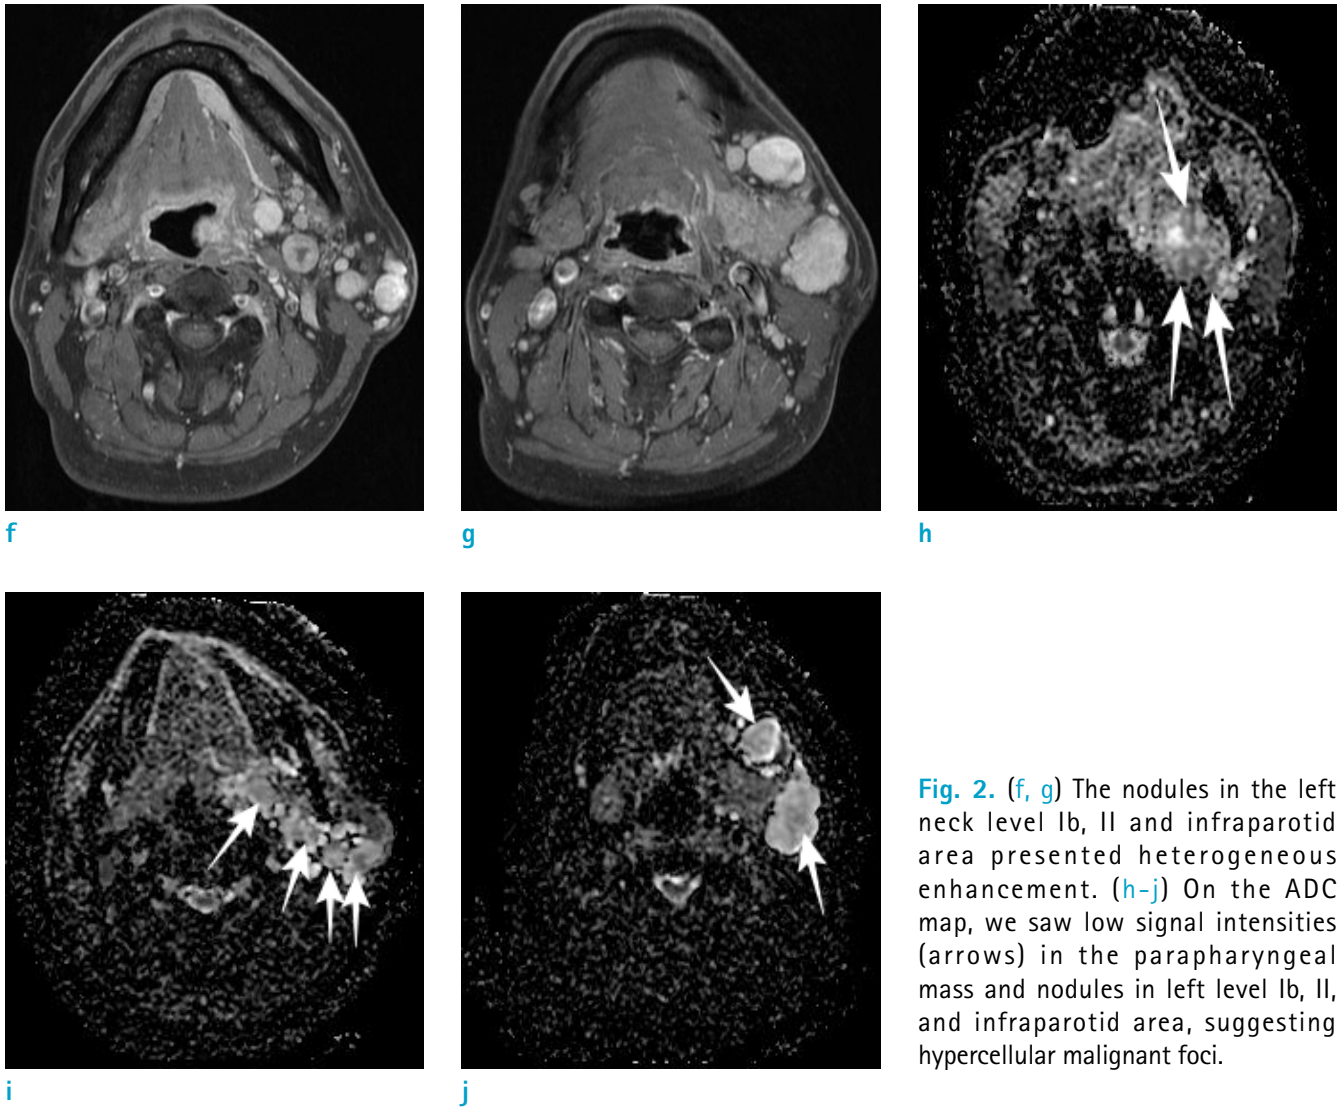 f
g
h
i
j
Fig. 2. (f, g) The nodules in the left
neck level Ib, II and infraparotid
area presented heterogeneous
enhancement. (h-j) On the ADC
map, we saw low signal intensities
(arrows) in the parapharyngeal
mass and nodules in left level Ib, II,
and infraparotid area, suggesting
hypercellular malignant foci.